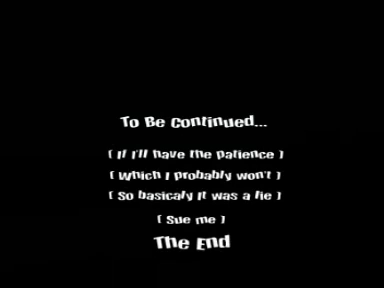 To Be Continued...
( If I'll have the patience )
( Which I probably won't )
( So basicaly it was a lie )
( Sue me )
The End